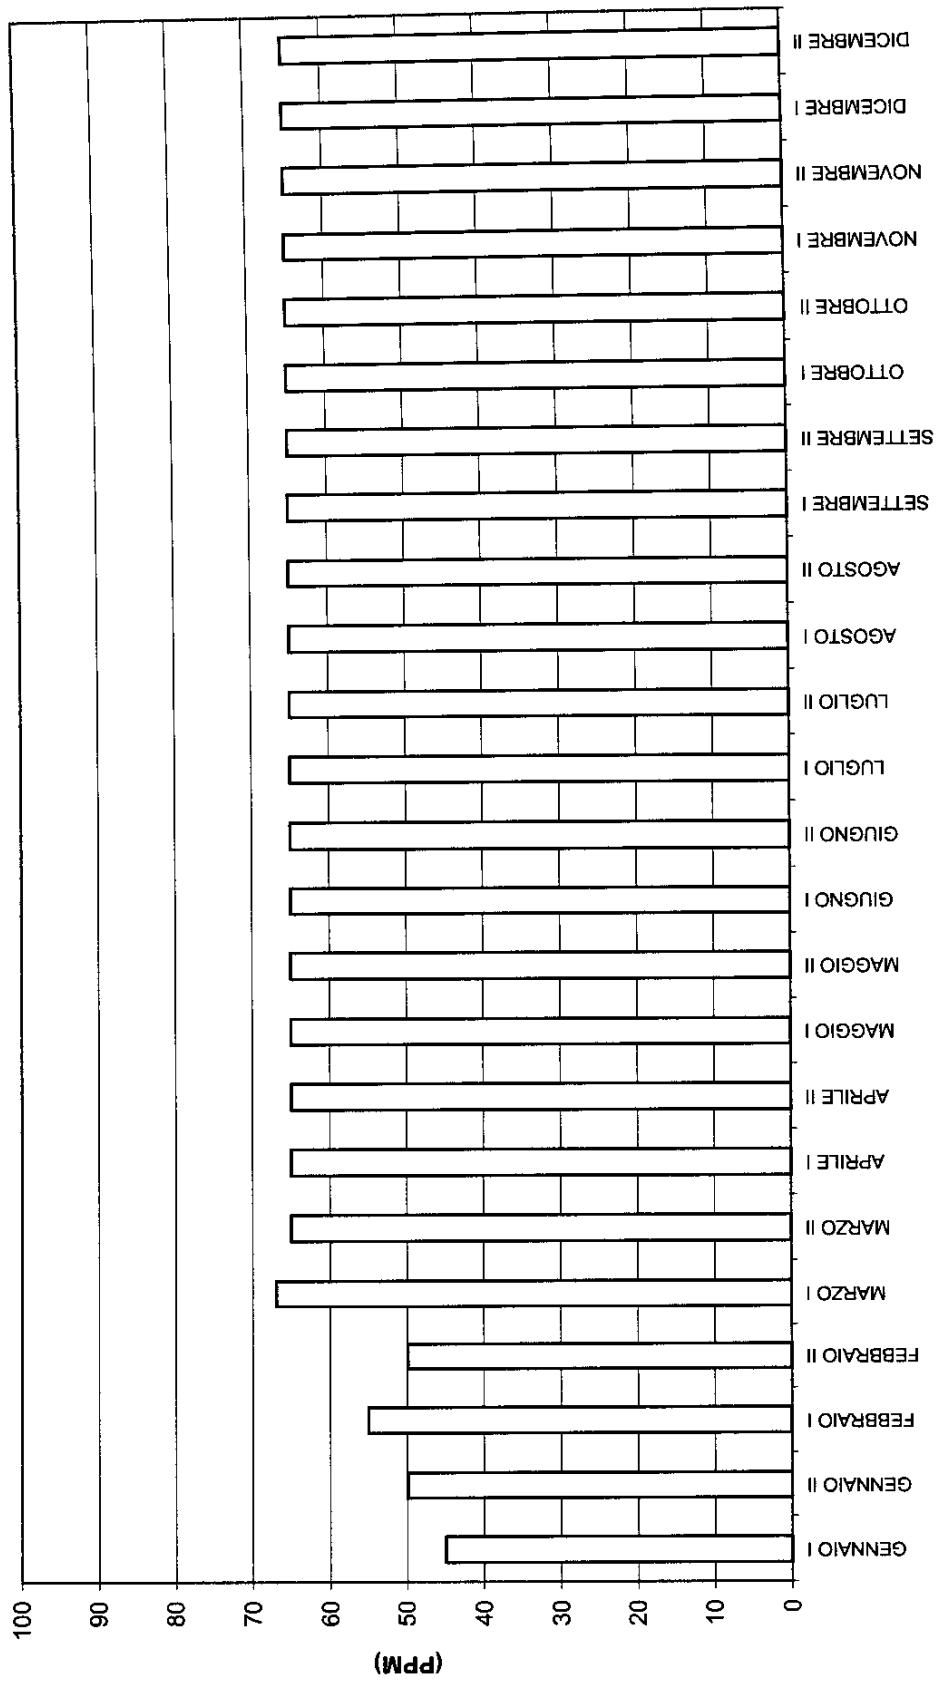 (PPM)
100
90
80
70
60
50
40
30
20
10
0
GENNAIO I
GENNAIO II
FEBBRAIO I
FEBBRAIO II
MARZO I
MARZO II
APRILE I
APRILE II
MAGGIO I
MAGGIO II
GIUGNO I
GIUGNO II
LUGLIO I
LUGLIO II
AGOSTO I
AGOSTO II
SETTEMBRE I
SETTEMBRE II
OTTOBRE I
OTTOBRE II
NOVEMBRE I
NOVEMBRE II
DICEMBRE I
DICEMBRE II